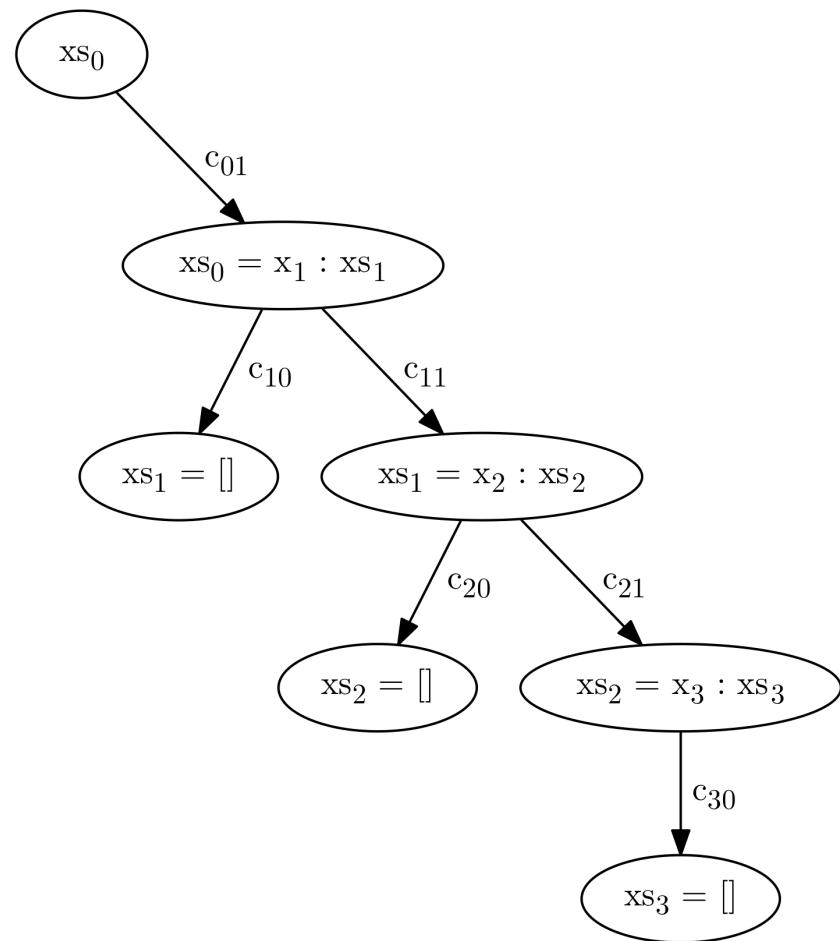 xs₀
c₀₁
xs₀ = x₁ : xs₁
c₁₀
c₁₁
xs₁ = []
xs₁ = x₂ : xs₂
c₂₀
c₂₁
xs₂ = []
xs₂ = x₃ : xs₃
c₃₀
xs₃ = []